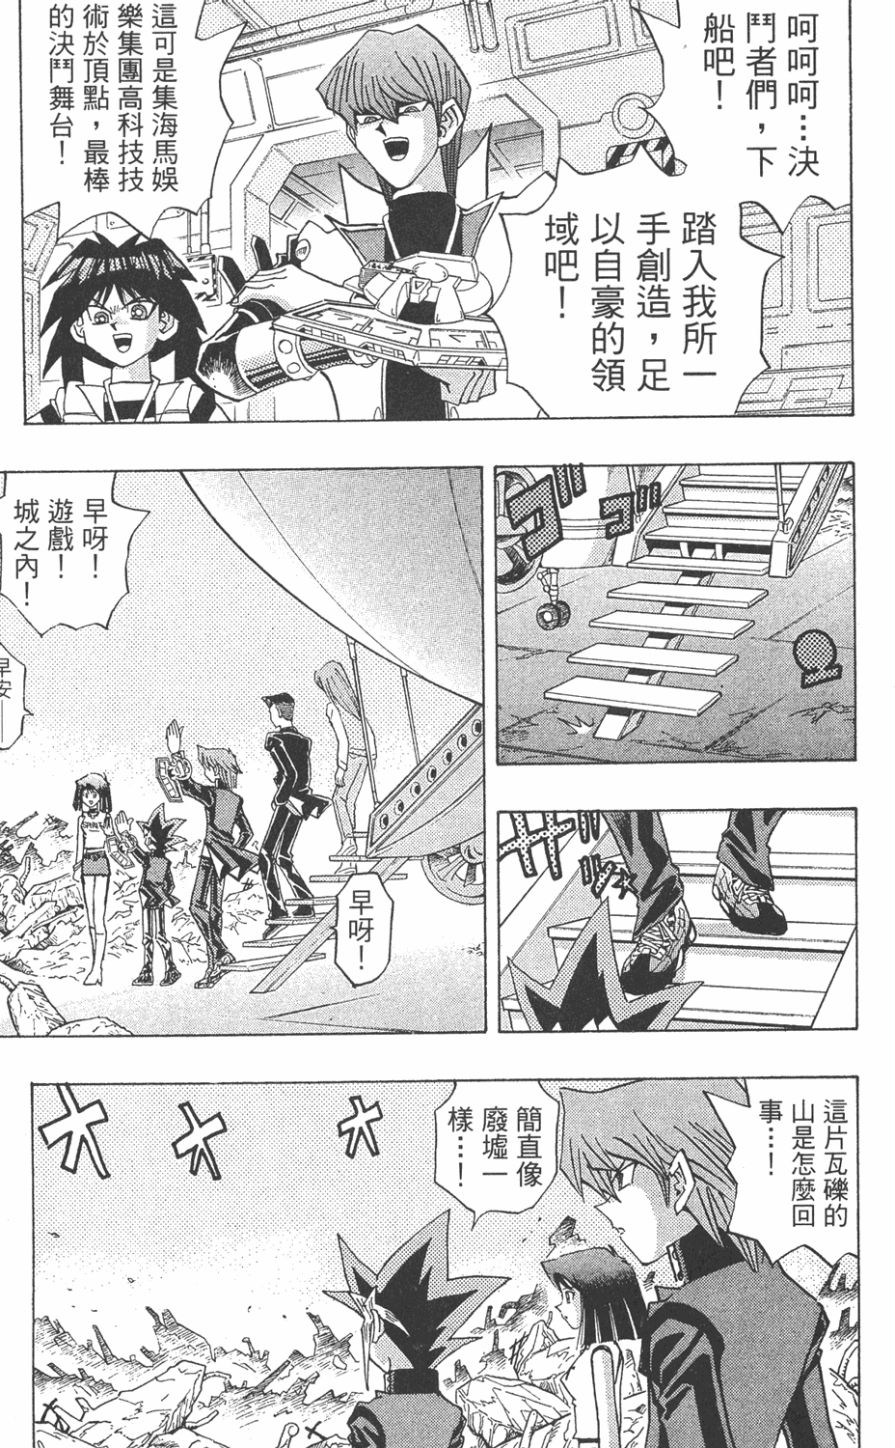 呵呵呵…決
鬥者們，下
船吧！
踏入我所一
手創造，足
以自豪的領
域吧！
這可是集海馬娛
樂集團高科技技
術於頂點，最棒
的決鬥舞台！
ゴゴ
早呀！
遊戲！
城之內！
早安——
早呀！
SPIRIT
這片瓦礫的
山是怎麼回
事…！
簡直像
廢墟一
樣…！